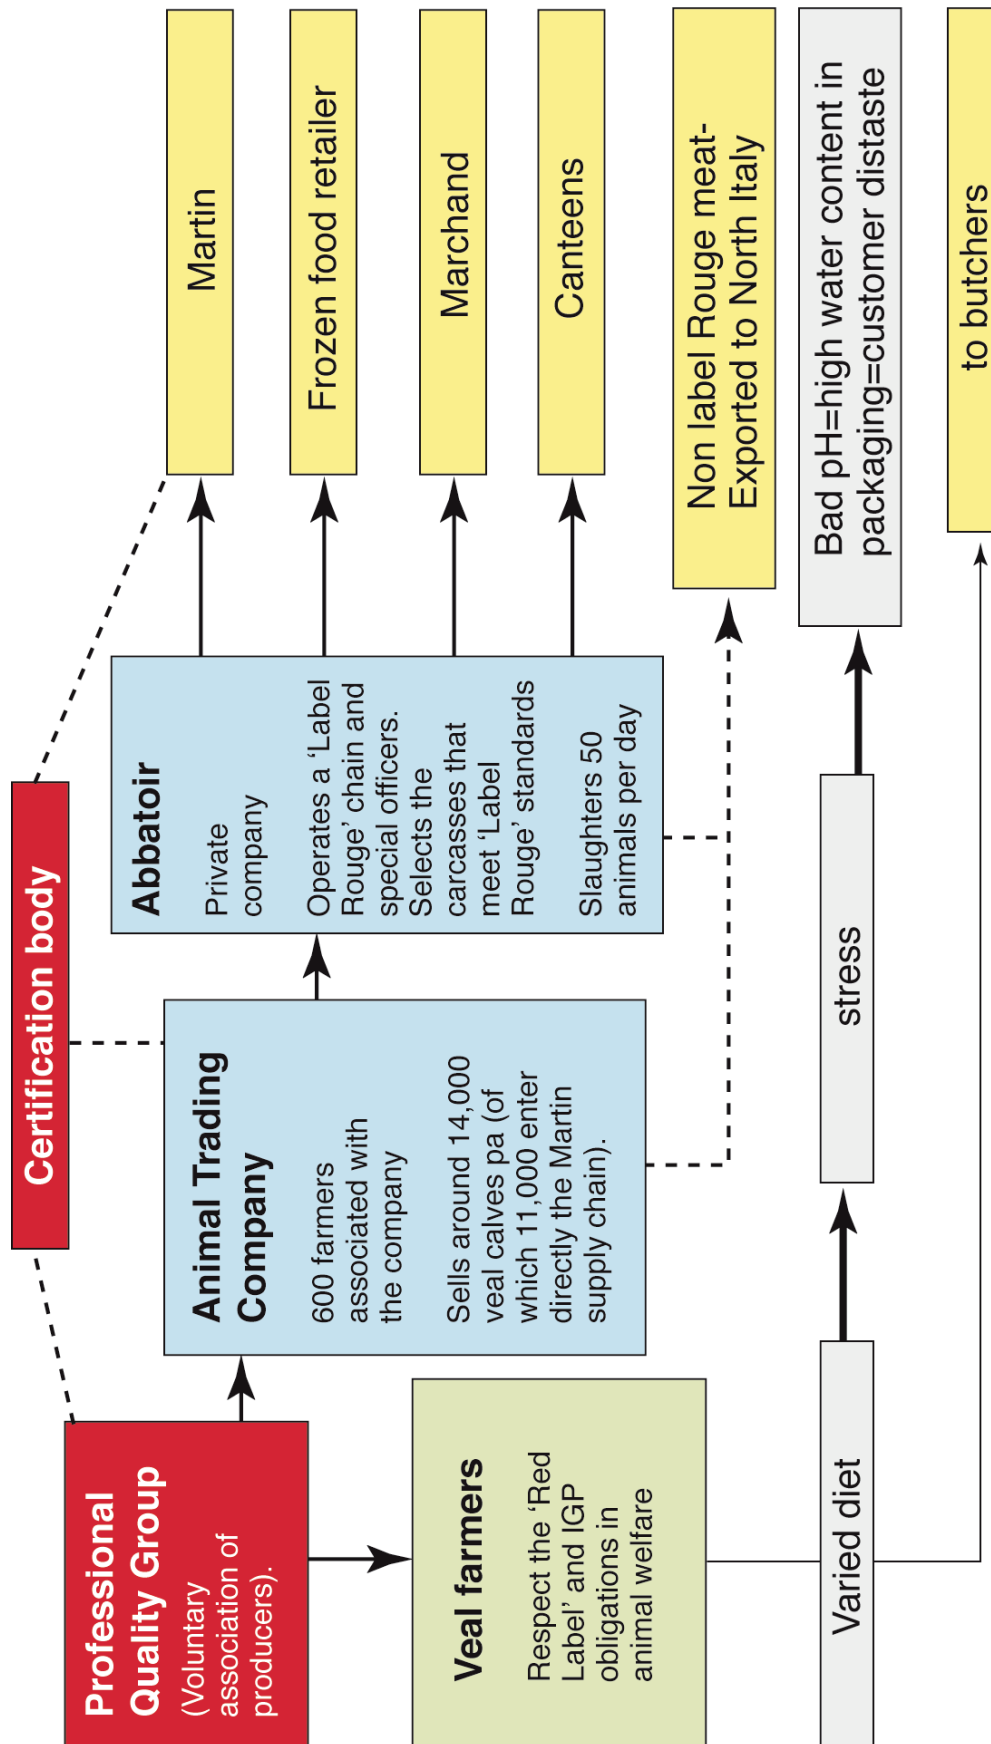 Certification body
Professional
Quality Group
(Voluntary
association of
producers).
Animal Trading
Company
600 farmers
associated with
the company
Sells around 14,000
veal calves pa (of
which 11,000 enter
directly the Martin
supply chain).
Abbatoir
Private
company
Operates a ‘Label
Rouge’ chain and
special officers.
Selects the
carcasses that
meet ‘Label
Rouge’ standards
Slaughters 50
animals per day
Martin
Frozen food retailer
Marchand
Canteens
Veal farmers
Respect the ‘Red
Label’ and IGP
obligations in
animal welfare
Non label Rouge meat-
Exported to North Italy
Varied diet
stress
Bad pH=high water content in
packaging=customer distaste
to butchers